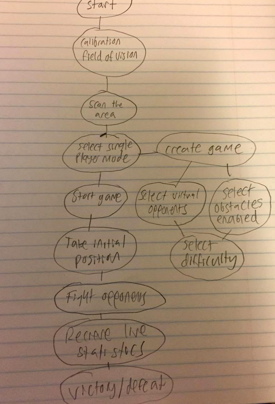 Start
Calibration
Field of Vision
Scan the
area
Select single
Player mode
Create game
Start game
Select virtual
opponents
Select
obstacles
enabled
Take initial
position
Select
difficulty
Fight opponents
Receive live
statistics
Victory/defeat